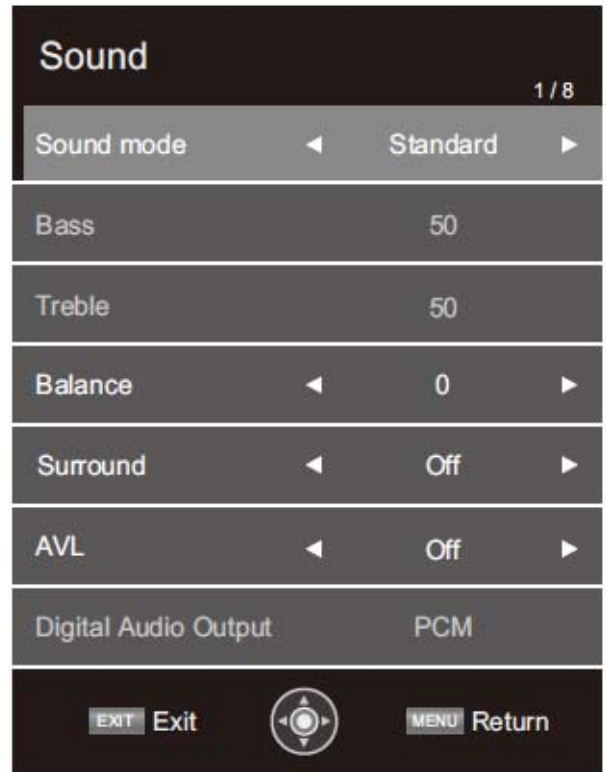 Sound
1 / 8
Sound mode ◄ Standard ►
Bass 50
Treble 50
Balance ◄ 0 ►
Surround ◄ Off ►
AVL ◄ Off ►
Digital Audio Output PCM
EXIT Exit MENU Return